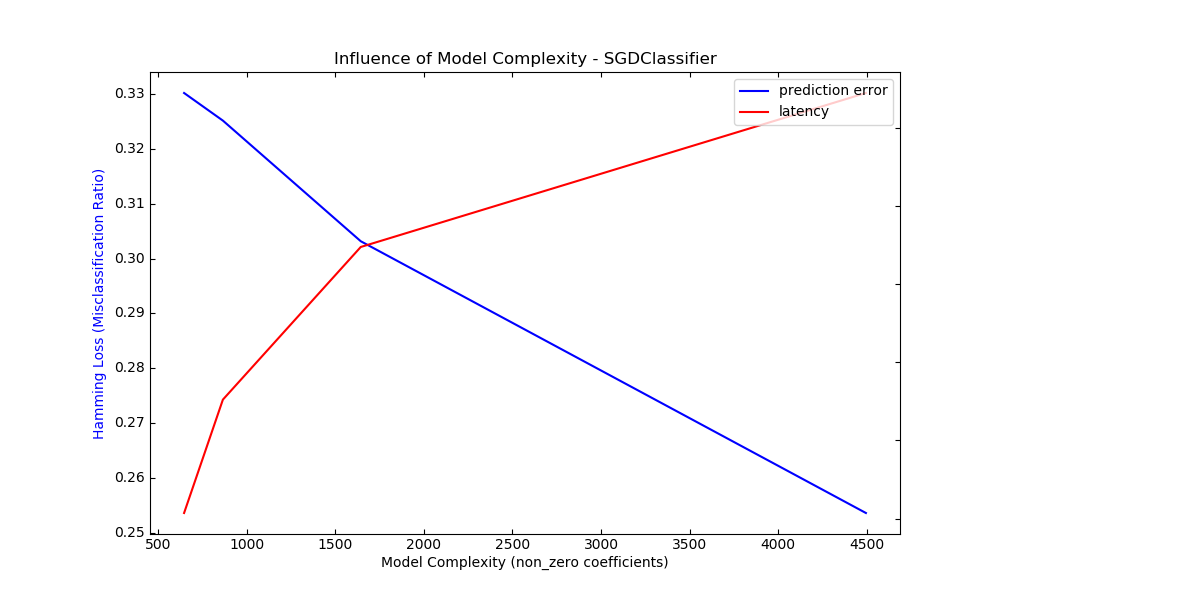 Influence of Model Complexity - SGDClassifier
prediction error
latency
0.33
0.32
0.31
0.30
0.29
0.28
0.27
0.26
0.25
Hamming Loss (Misclassification Ratio)
500 1000 1500 2000 2500 3000 3500 4000 4500
Model Complexity (non_zero coefficients)